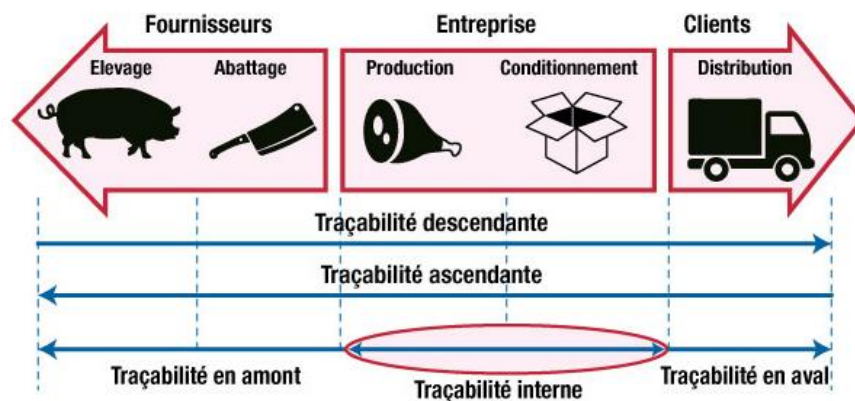 Fournisseurs
Entreprise
Clients
Elevage
Abattage
Production
Conditionnement
Distribution
Traçabilité descendante
Traçabilité ascendante
Traçabilité en amont
Traçabilité interne
Traçabilité en aval